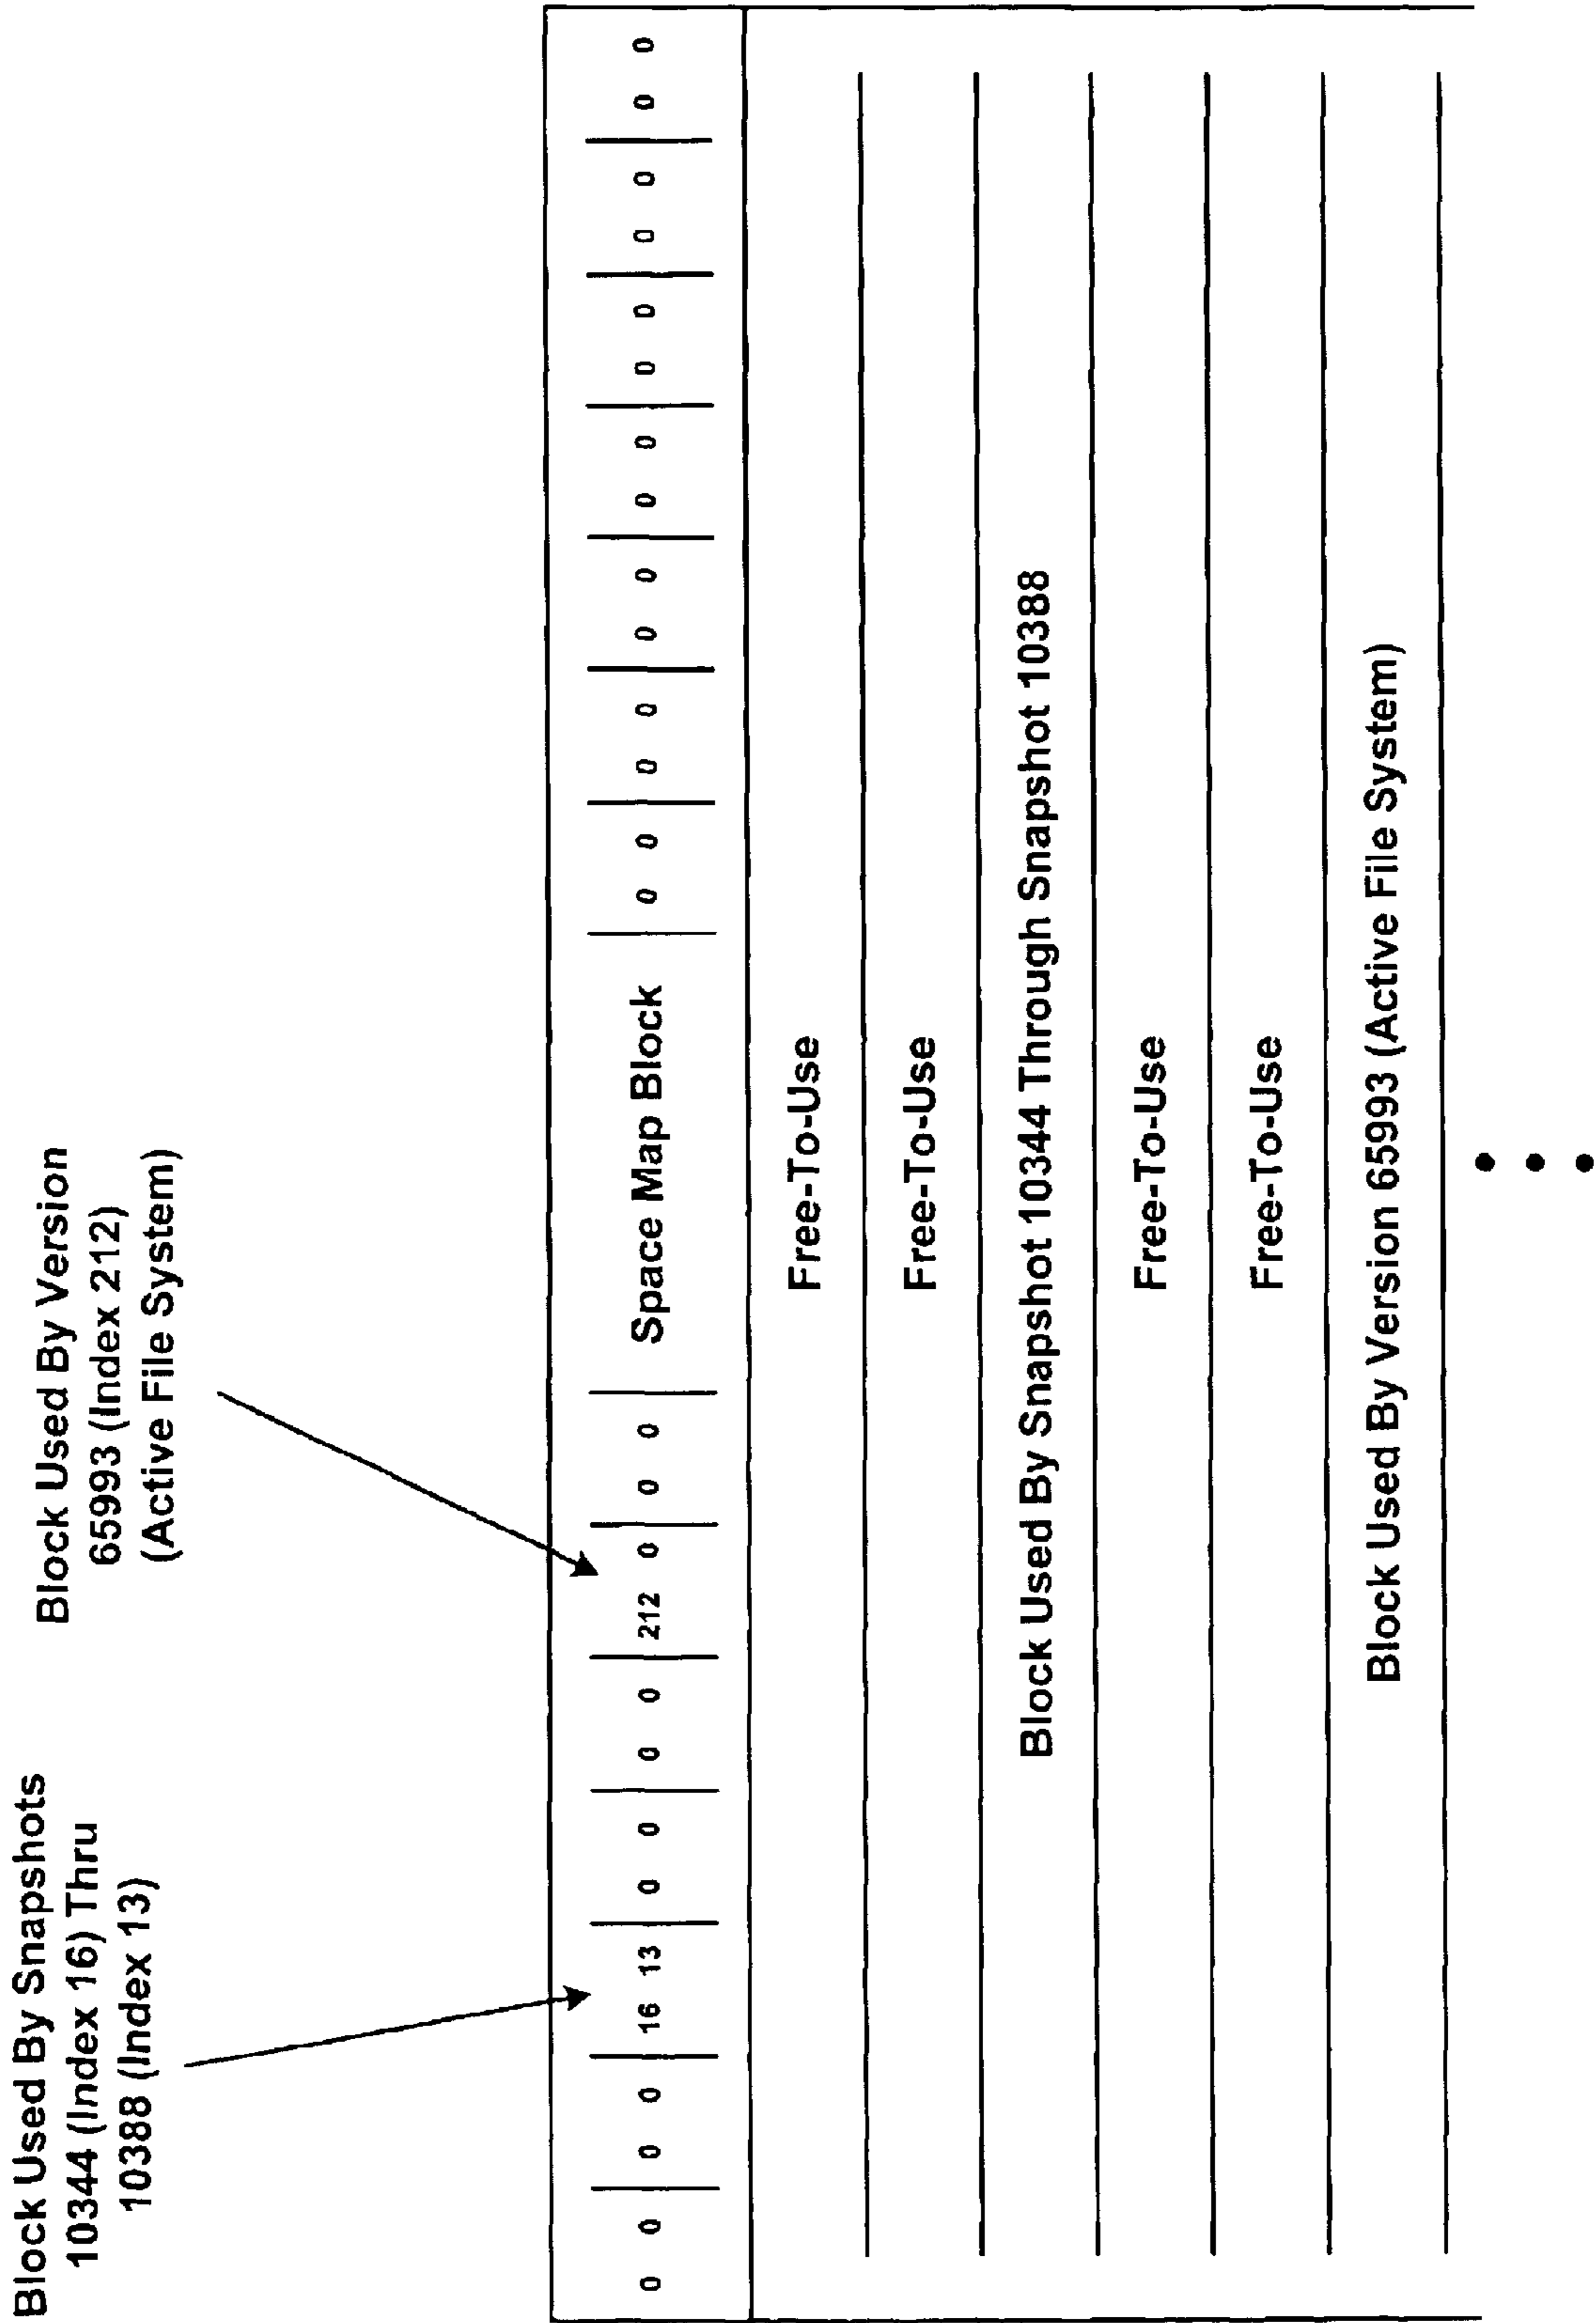 Block Used By Snapshots
10344 (Index 16) Thru
10388 (Index 13)
Block Used By Version
65993 (Index 212)
(Active File System)
0 0 0 0 16 13 0 0 0 0 212 0 0 0 Space Map Block 0 0 0 0 0 0 0 0 0 0 0 0 0 0
Free-To-Use
Free-To-Use
Block Used By Snapshot 10344 Through Snapshot 10388
Free-To-Use
Free-To-Use
Block Used By Version 65993 (Active File System)